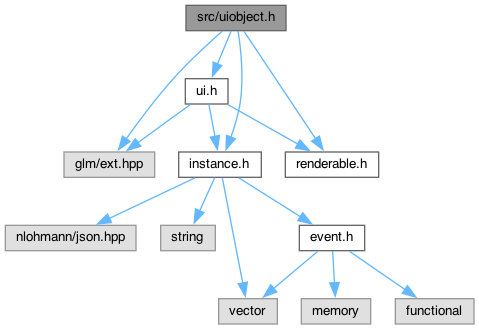 src/uiobject.h
ui.h
glm/ext.hpp
instance.h
renderable.h
nlohmann/json.hpp
string
event.h
vector
memory
functional